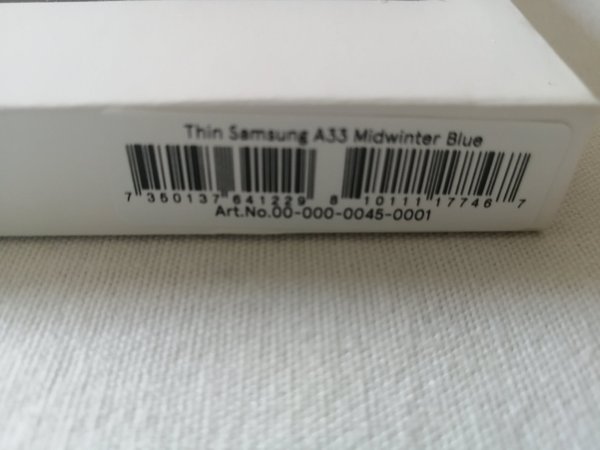 Thin Samsung A33 Midwinter Blue
7 350137 641229 8 10111 17746 7
Art.No.00-000-0045-0001